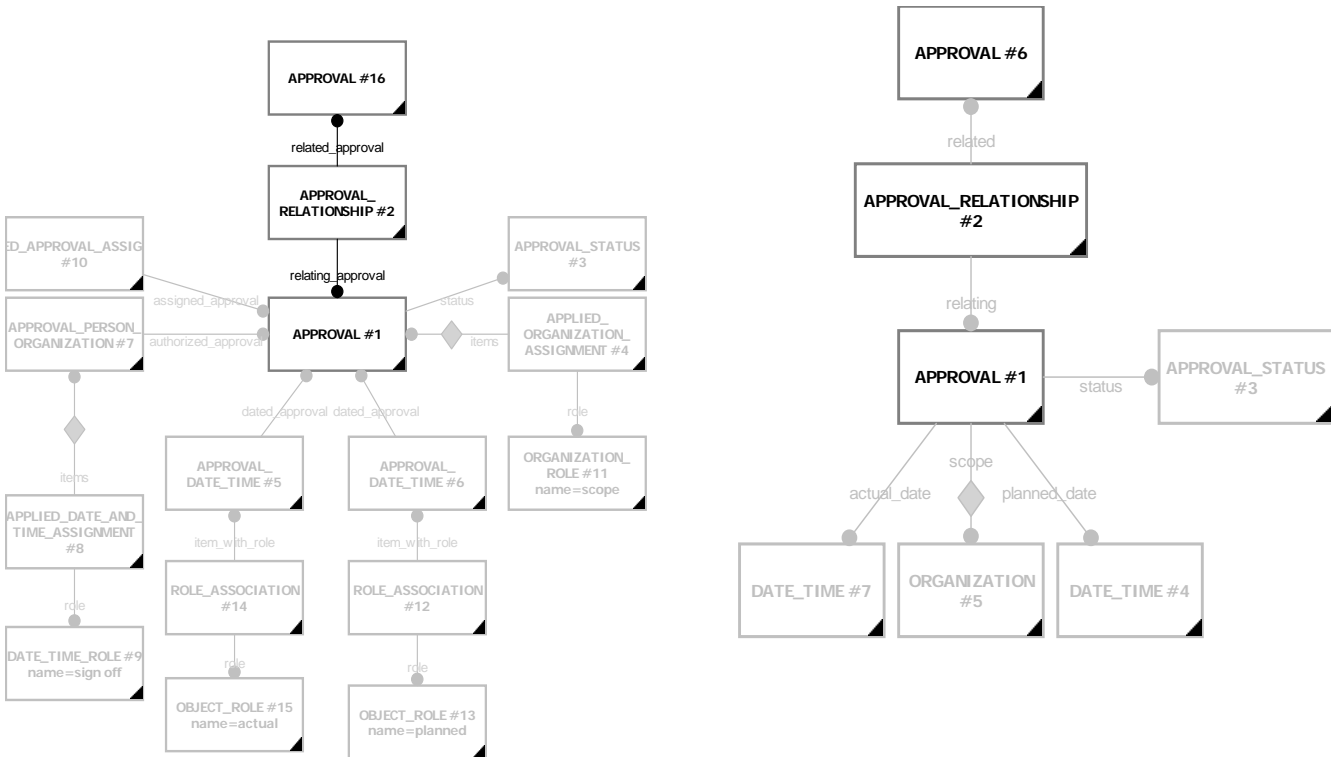 APPROVAL #16
related_approval
APPROVAL_
RELATIONSHIP #2
relating_approval
ED_APPROVAL_ASSIG
#10
assigned_approval
APPROVAL_STATUS
#3
status
APPROVAL_PERSON_
ORGANIZATION #7
authorized_approval
APPROVAL #1
items
APPLIED_
ORGANIZATION_
ASSIGNMENT #4
dated_approval
dated_approval
role
APPROVAL_
DATE_TIME #5
APPROVAL_
DATE_TIME #6
ORGANIZATION_
ROLE #11
name=scope
items
APPLIED_DATE_AND_
TIME_ASSIGNMENT
#8
item_with_role
item_with_role
ROLE_ASSOCIATION
#14
ROLE_ASSOCIATION
#12
role
DATE_TIME_ROLE #9
name=sign off
role
role
OBJECT_ROLE #15
name=actual
OBJECT_ROLE #13
name=planned
APPROVAL #6
related
APPROVAL_RELATIONSHIP
#2
relating
APPROVAL #1
status
APPROVAL_STATUS
#3
scope
actual_date
planned_date
DATE_TIME #7
ORGANIZATION
#5
DATE_TIME #4